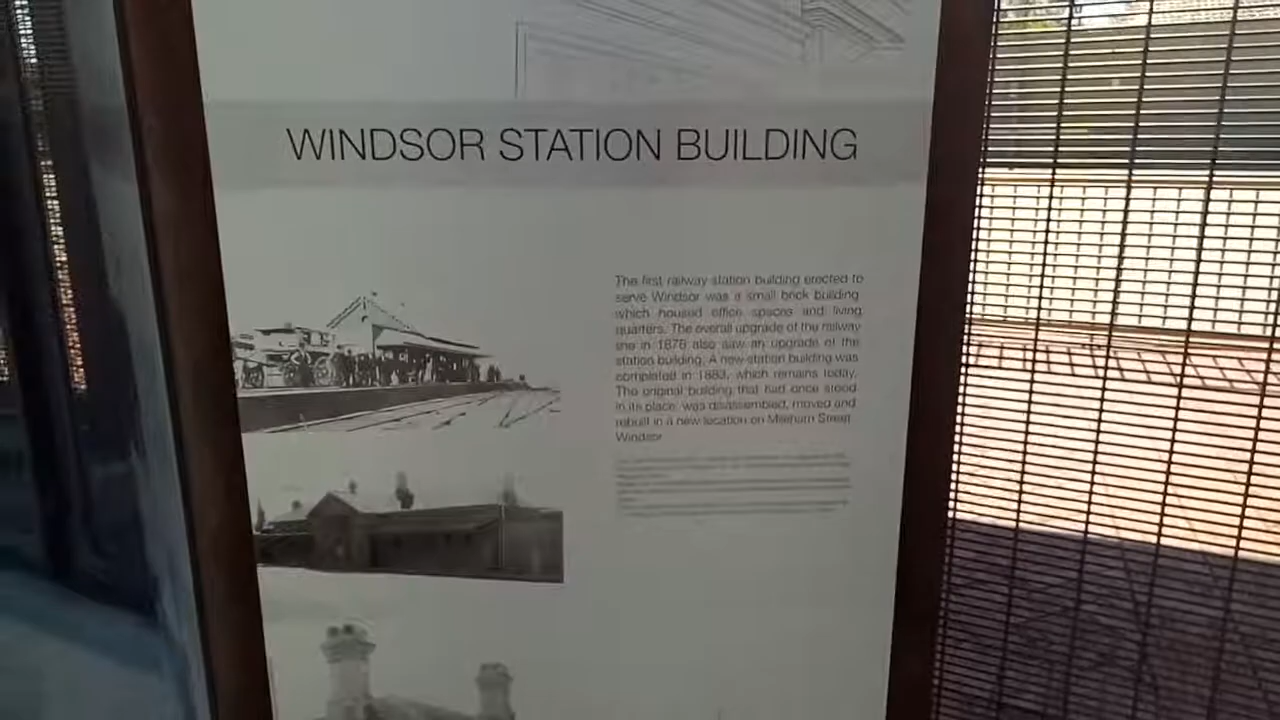 WINDSOR STATION BUILDING
The first railway station building erected to
serve Windsor was a small brick building
which housed office spaces and living
quarters. The overall upgrade of the railway
line in 1878 also saw an upgrade of the
station building. A new station building was
completed in 1883, which remains today.
The original building that had once stood
in its place, was disassembled, moved and
rebuilt in a new location on Mileham Street
Windsor